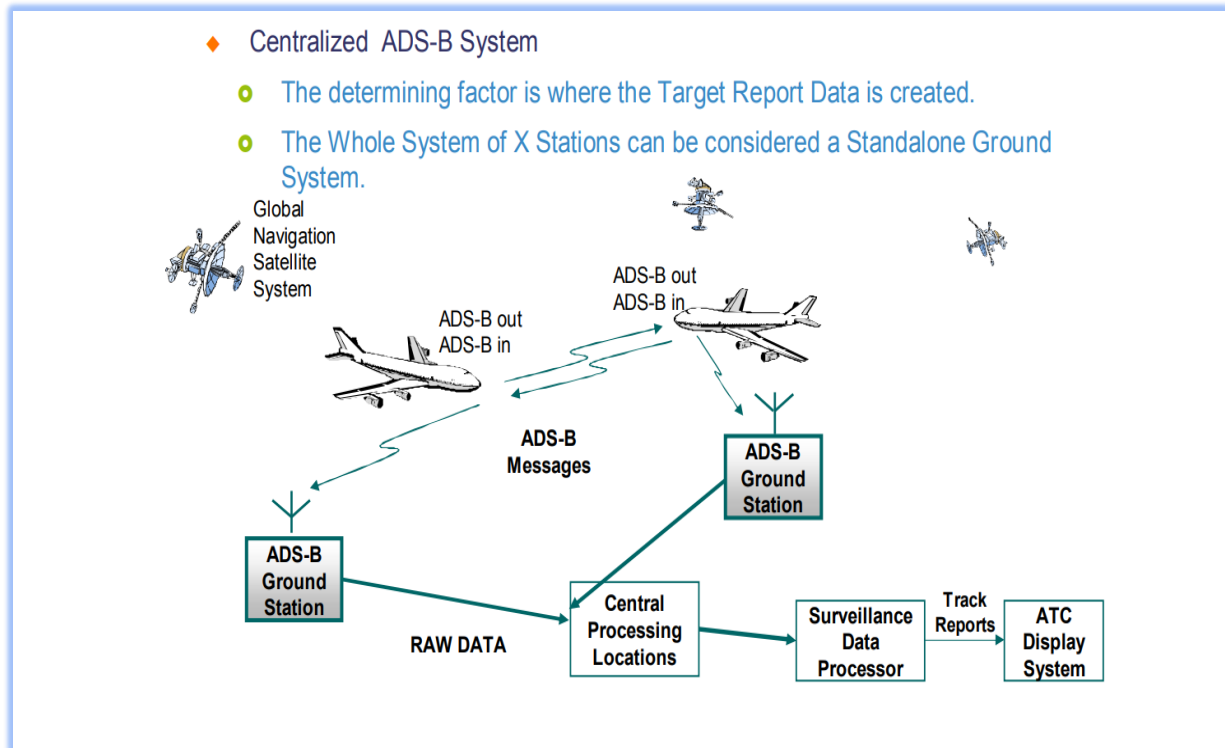 Centralized ADS-B System
The determining factor is where the Target Report Data is created.
The Whole System of X Stations can be considered a Standalone Ground
System.
Global
Navigation
Satellite
System
ADS-B out
ADS-B in
ADS-B out
ADS-B in
ADS-B
Messages
ADS-B
Ground
Station
ADS-B
Ground
Station
RAW DATA
Central
Processing
Locations
Surveillance
Data
Processor
Track
Reports
ATC
Display
System